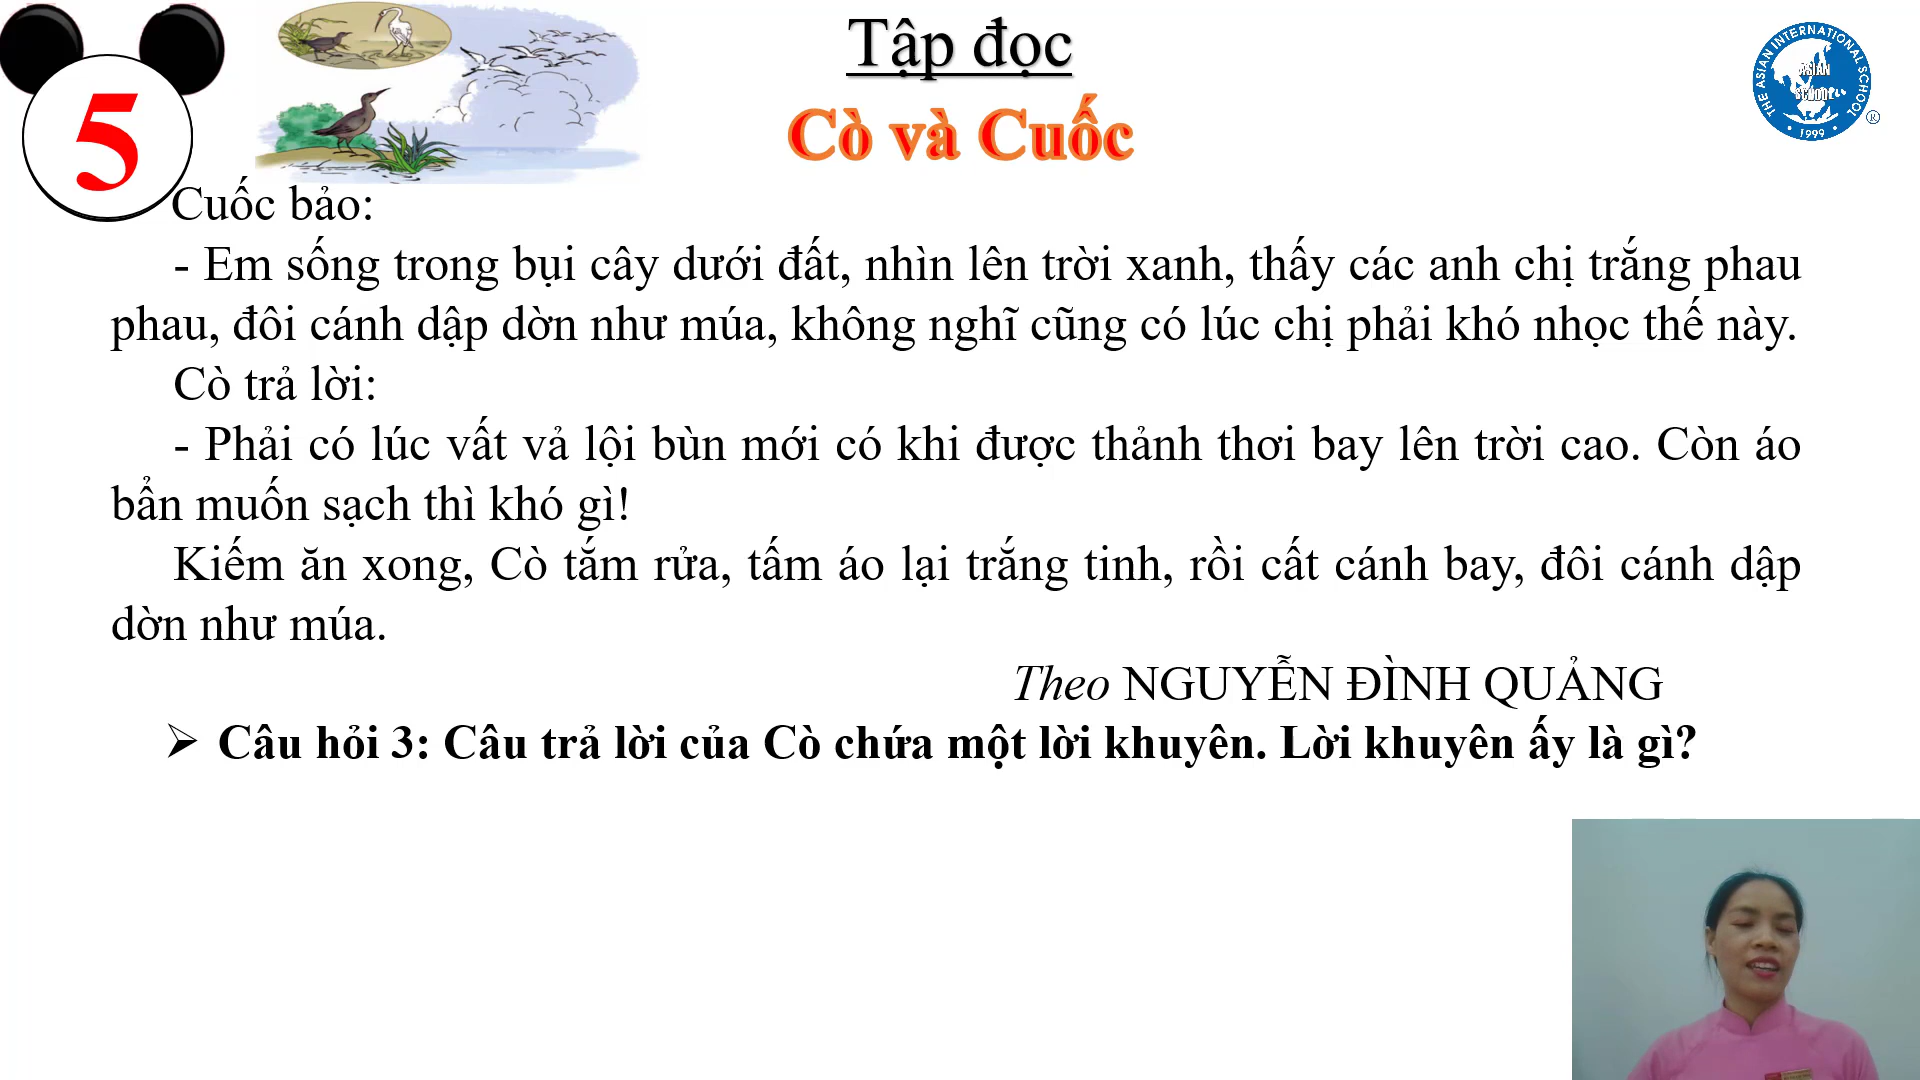 5
Tập đọc
Cò và Cuốc
THE ASIAN INTERNATIONAL SCHOOL
ASIAN
SCHOOL
• 1999 •
®
Cuốc bảo:
- Em sống trong bụi cây dưới đất, nhìn lên trời xanh, thấy các anh chị trắng phau
phau, đôi cánh dập dờn như múa, không nghĩ cũng có lúc chị phải khó nhọc thế này.
Cò trả lời:
- Phải có lúc vất vả lội bùn mới có khi được thảnh thơi bay lên trời cao. Còn áo
bẩn muốn sạch thì khó gì!
Kiếm ăn xong, Cò tắm rửa, tấm áo lại trắng tinh, rồi cất cánh bay, đôi cánh dập
dờn như múa.
Theo NGUYỄN ĐÌNH QUẢNG
➢ Câu hỏi 3: Câu trả lời của Cò chứa một lời khuyên. Lời khuyên ấy là gì?